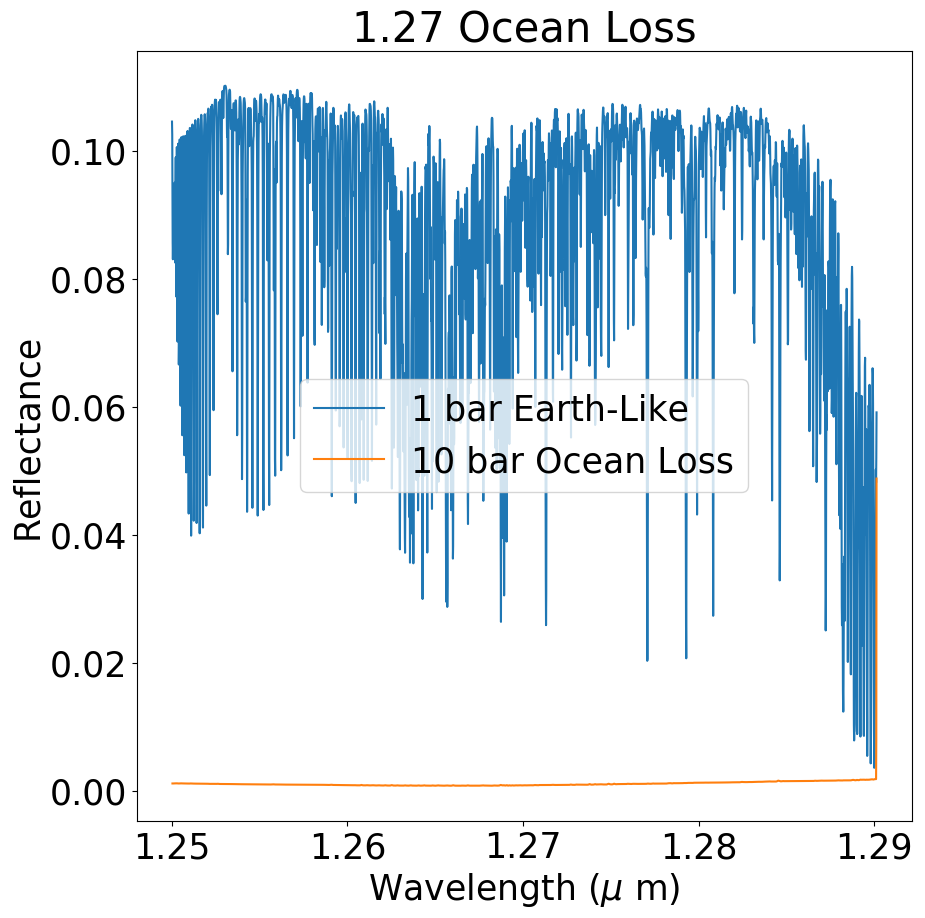 1.27 Ocean Loss
0.10
0.08
0.06
0.04
0.02
0.00
Reflectance
1 bar Earth-Like
10 bar Ocean Loss
1.25 1.26 1.27 1.28 1.29
Wavelength (μ m)